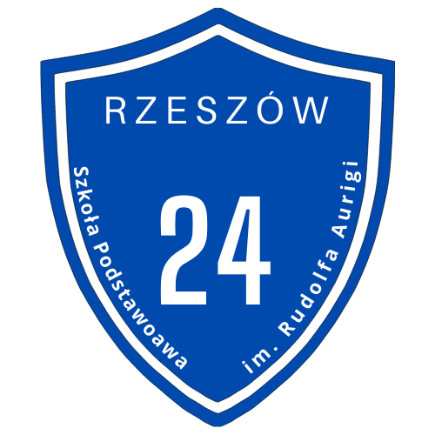 RZESZÓW
24
Szkoła Podstawoawa
im. Rudolfa Aurigi